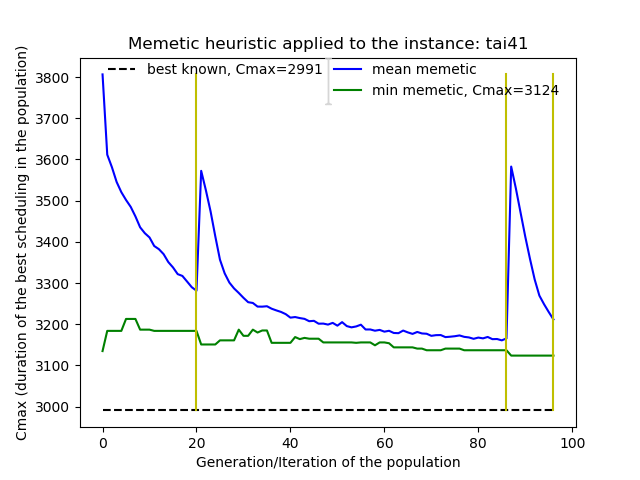 Memetic heuristic applied to the instance: tai41
best known, Cmax=2991
mean memetic
min memetic, Cmax=3124
Cmax (duration of the best scheduling in the population)
3800
3700
3600
3500
3400
3300
3200
3100
3000
0 20 40 60 80 100
Generation/Iteration of the population